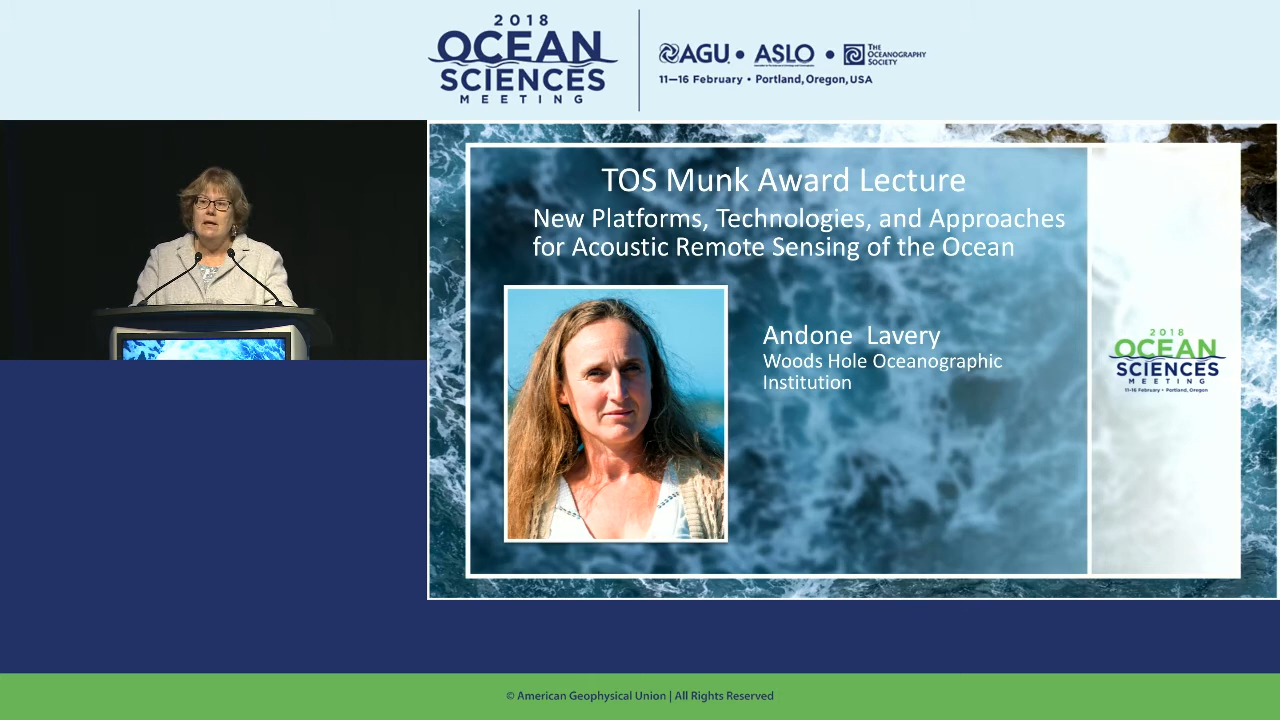 2018
OCEAN
SCIENCES
MEETING
AGU • ASLO • THE OCEANOGRAPHY SOCIETY
11–16 February • Portland, Oregon, USA
TOS Munk Award Lecture
New Platforms, Technologies, and Approaches
for Acoustic Remote Sensing of the Ocean
Andone Lavery
Woods Hole Oceanographic
Institution
2018
OCEAN
SCIENCES
MEETING
11–16 February • Portland, Oregon
© American Geophysical Union | All Rights Reserved